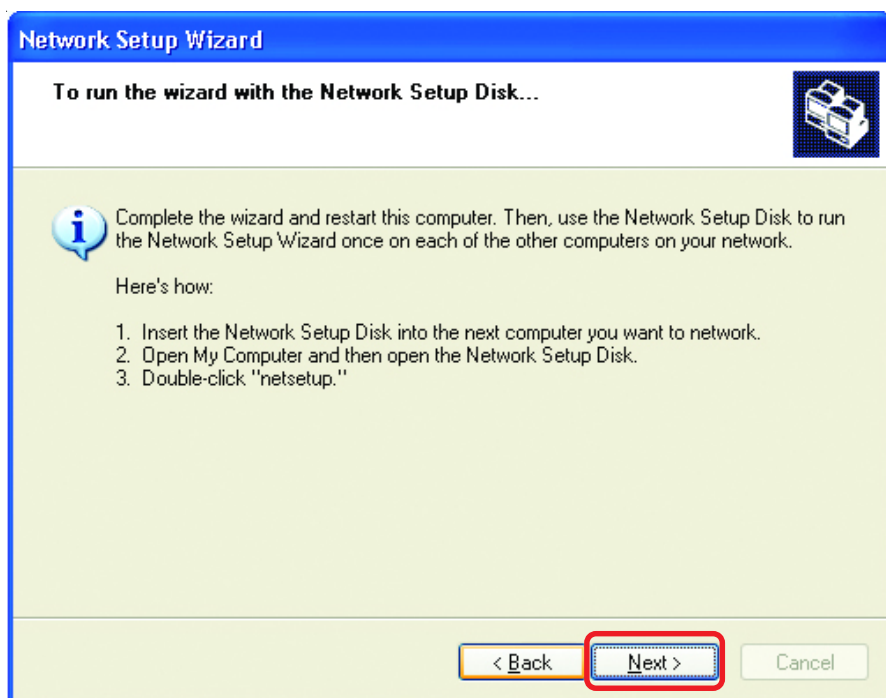 Network Setup Wizard
To run the wizard with the Network Setup Disk...
Complete the wizard and restart this computer. Then, use the Network Setup Disk to run
the Network Setup Wizard once on each of the other computers on your network.
Here's how:
1. Insert the Network Setup Disk into the next computer you want to network.
2. Open My Computer and then open the Network Setup Disk.
3. Double-click "netsetup."
< Back
Next >
Cancel